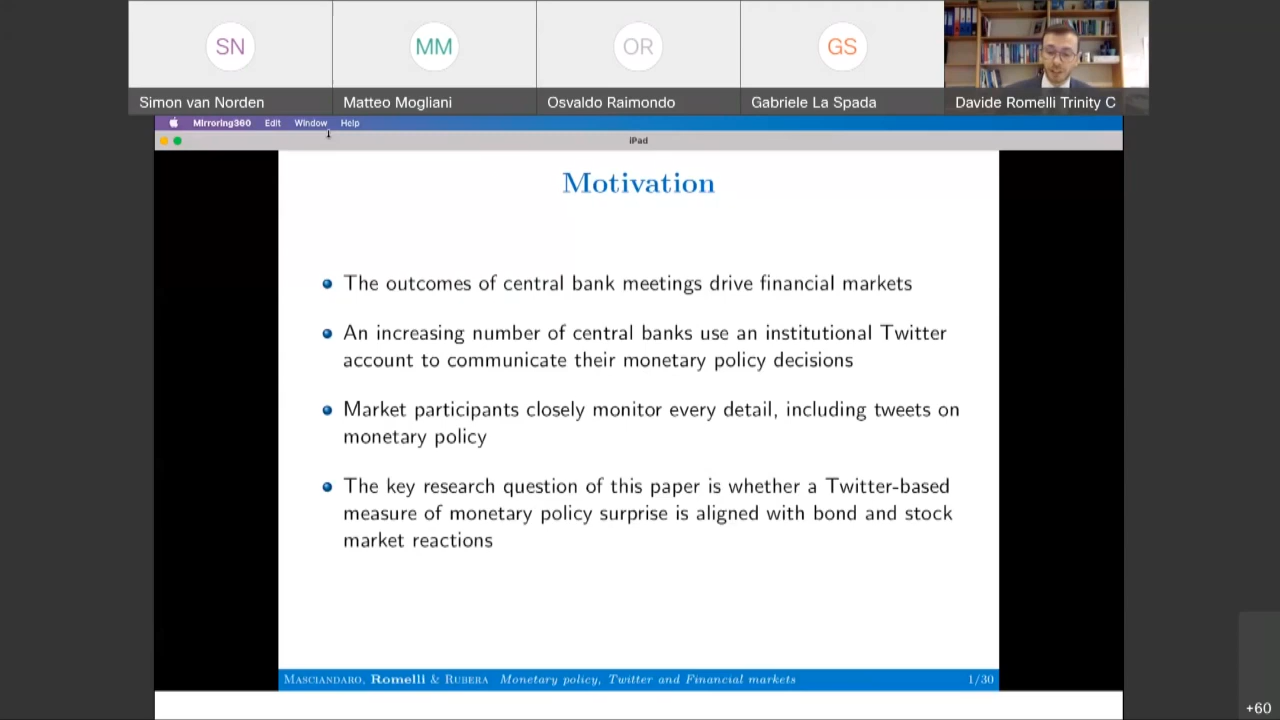 SN
MM
OR
GS
Simon van Norden
Matteo Mogliani
Osvaldo Raimondo
Gabriele La Spada
Davide Romelli Trinity C
Mirroring360 Edit Window Help
iPad
Motivation
The outcomes of central bank meetings drive financial markets
An increasing number of central banks use an institutional Twitter
account to communicate their monetary policy decisions
Market participants closely monitor every detail, including tweets on
monetary policy
The key research question of this paper is whether a Twitter-based
measure of monetary policy surprise is aligned with bond and stock
market reactions
Masciandaro, Romelli & Rubera Monetary policy, Twitter and Financial markets 1/30
+60